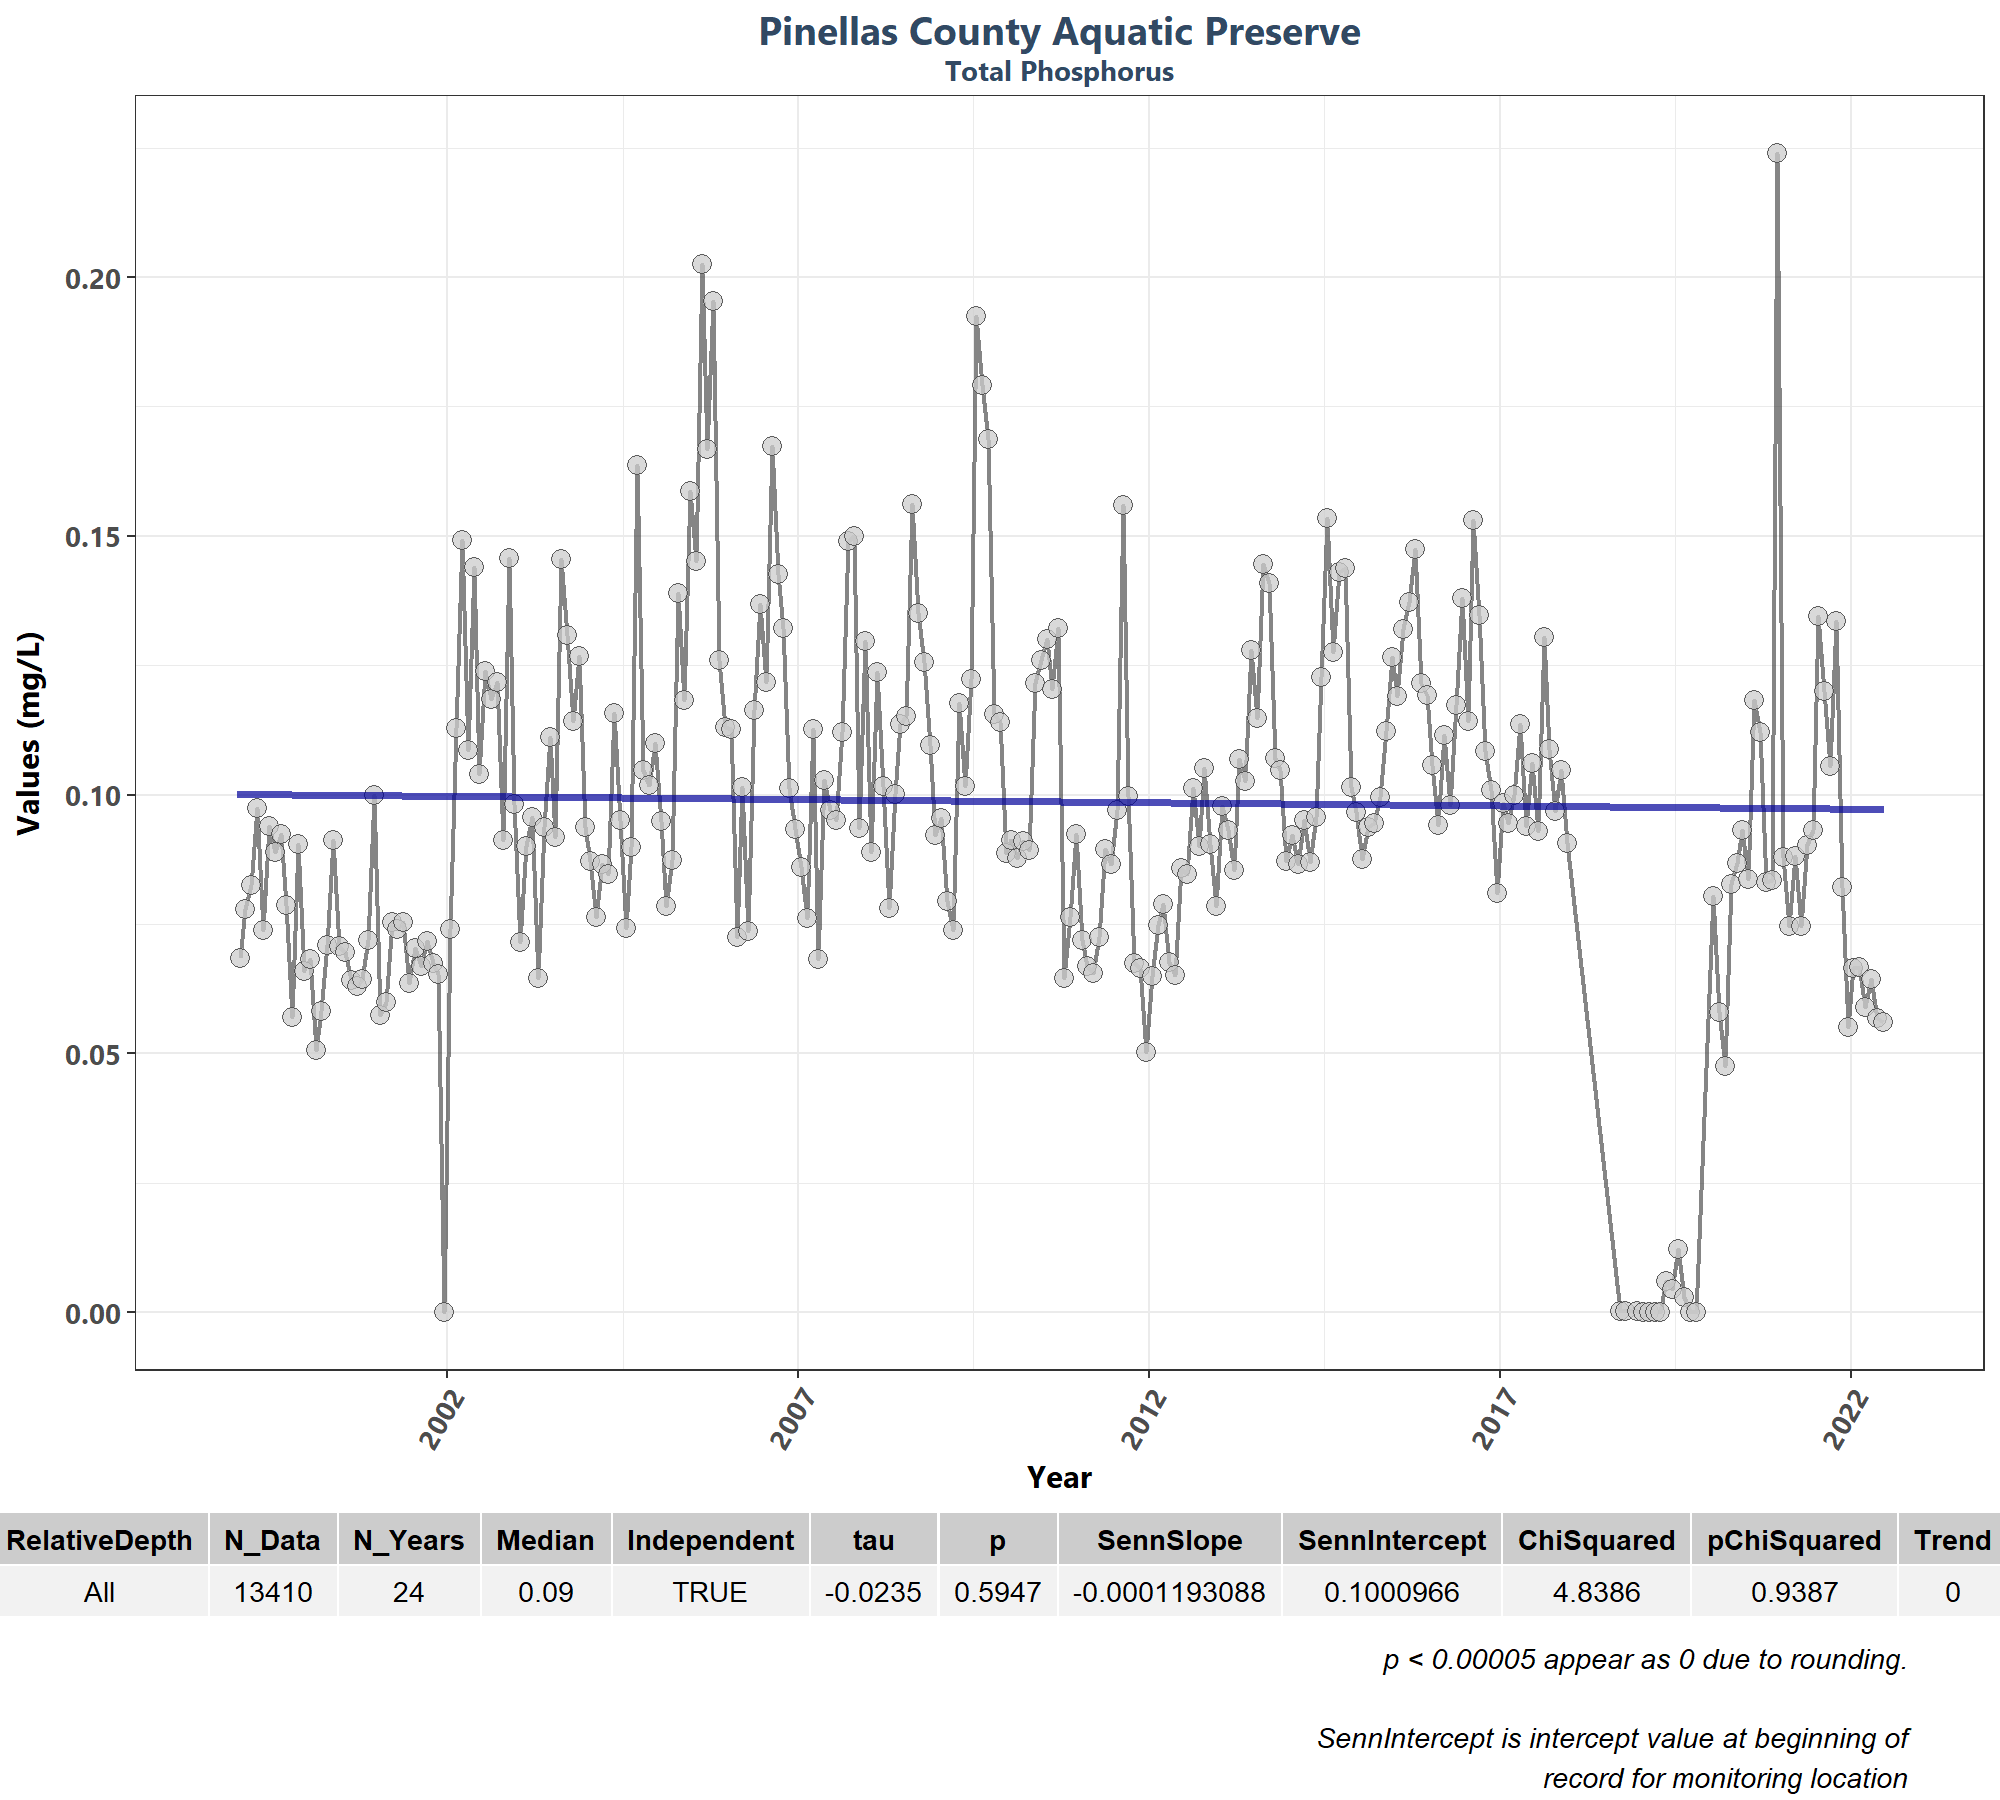 Pinellas County Aquatic Preserve
Total Phosphorus
Values (mg/L)
0.20
0.15
0.10
0.05
0.00
2002 2007 2012 2017 2022
Year
RelativeDepth N_Data N_Years Median Independent tau p SennSlope SennIntercept ChiSquared pChiSquared Trend
All 13410 24 0.09 TRUE -0.0235 0.5947 -0.0001193088 0.1000966 4.8386 0.9387 0
p < 0.00005 appear as 0 due to rounding.
SennIntercept is intercept value at beginning of
record for monitoring location